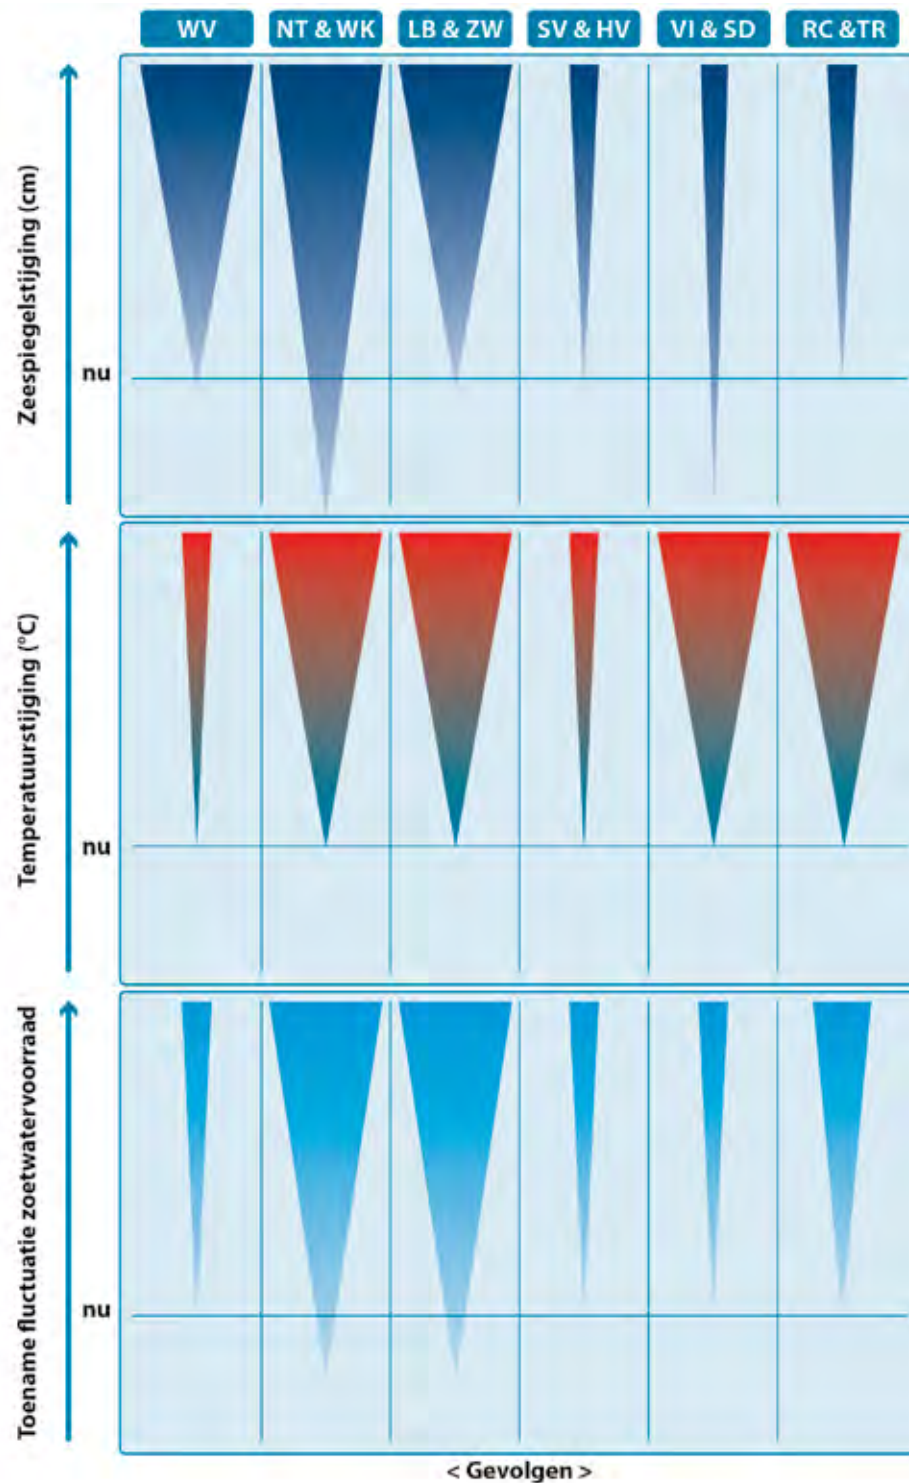 WV NT & WK LB & ZW SV & HV VI & SD RC &TR
Zeespiegelstijging (cm)
nu
Temperatuurstijging (°C)
nu
Toename fluctuatie zoetwatervoorraad
nu
< Gevolgen >